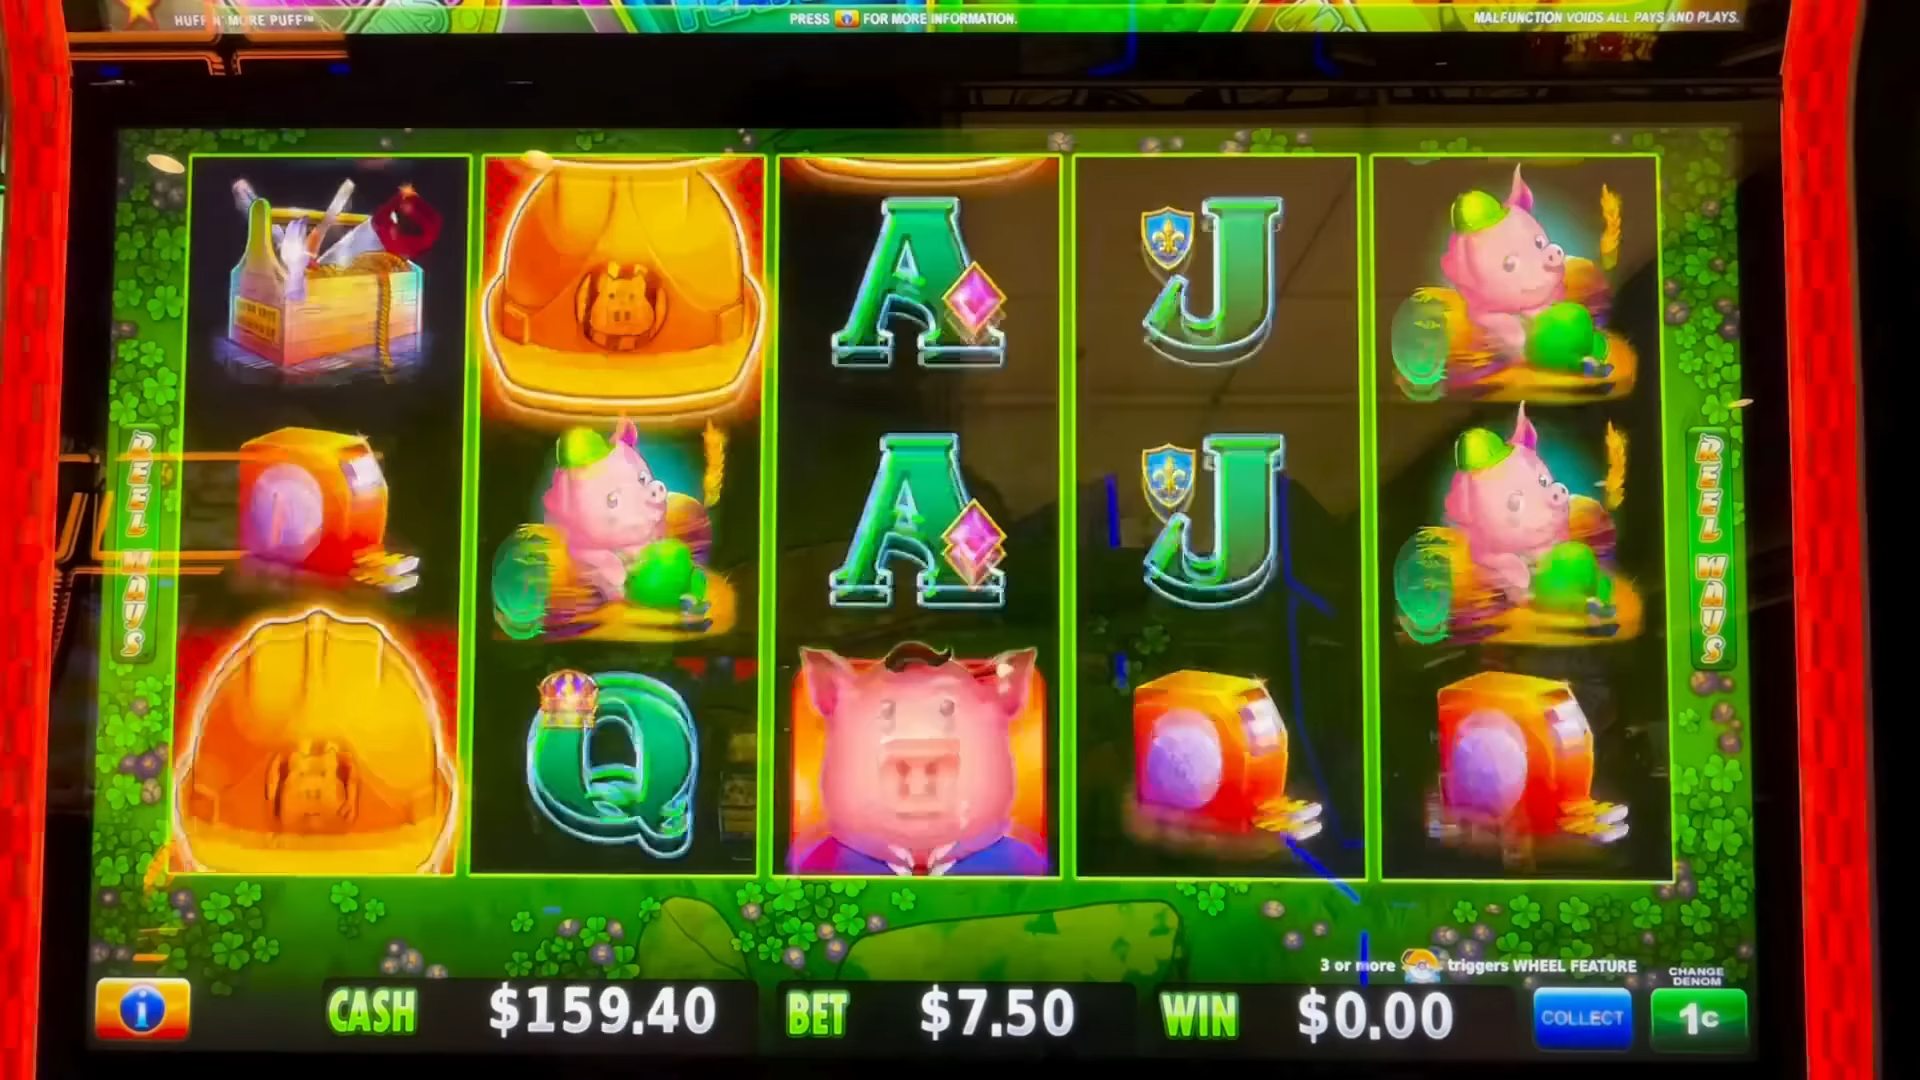 HUFF N' MORE PUFF™
PRESS i FOR MORE INFORMATION.
MALFUNCTION VOIDS ALL PAYS AND PLAYS.
A
J
A
J
Q
REEL WAYS
REEL WAYS
3 or more triggers WHEEL FEATURE
CHANGE
DENOM
i
CASH $159.40
BET $7.50
WIN $0.00
COLLECT
1¢